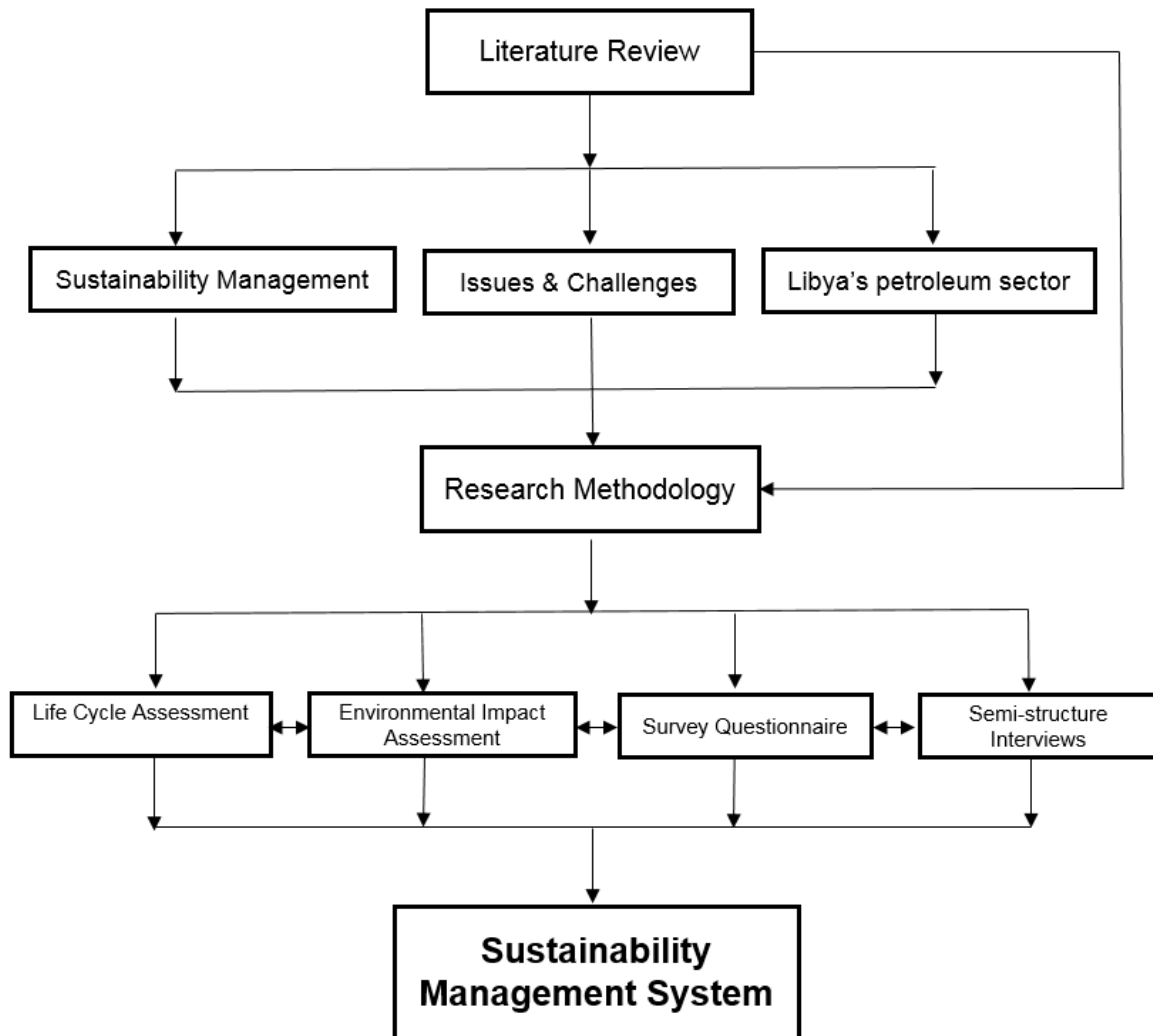 Literature Review
Sustainability Management
Issues & Challenges
Libya’s petroleum sector
Research Methodology
Life Cycle Assessment
Environmental Impact
Assessment
Survey Questionnaire
Semi-structure
Interviews
Sustainability
Management System